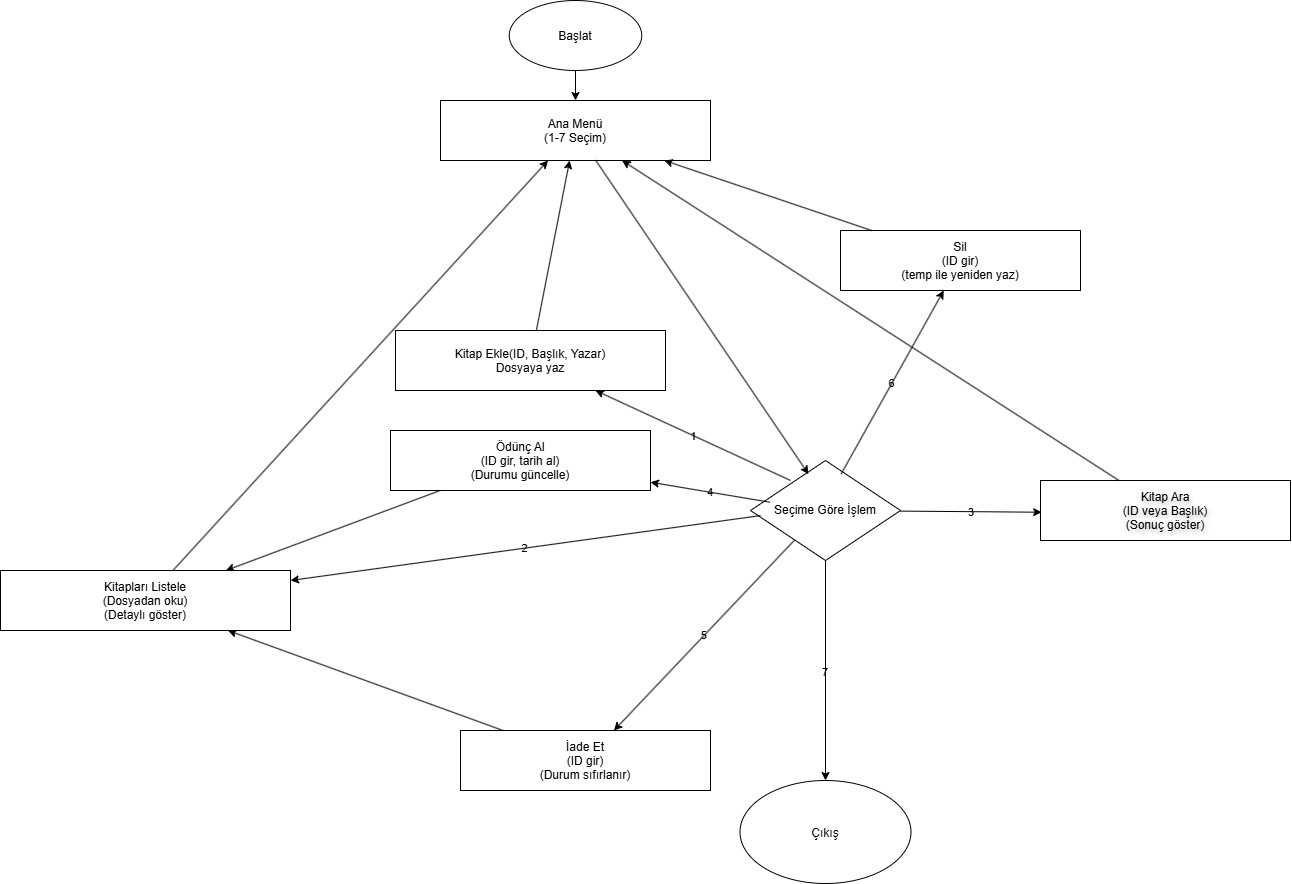 Başlat
Ana Menü
(1-7 Seçim)
Sil
(ID gir)
(temp ile yeniden yaz)
Kitap Ekle(ID, Başlık, Yazar)
Dosyaya yaz
6
1
Ödünç Al
(ID gir, tarih al)
(Durumu güncelle)
4
Seçime Göre İşlem
3
Kitap Ara
(ID veya Başlık)
(Sonuç göster)
2
Kitapları Listele
(Dosyadan oku)
(Detaylı göster)
5
7
İade Et
(ID gir)
(Durum sıfırlanır)
Çıkış